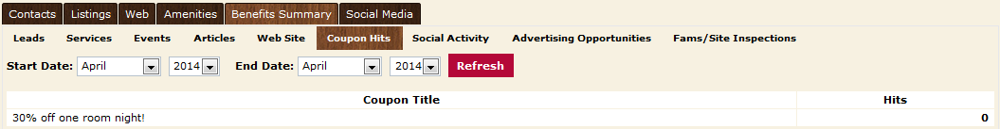 Contacts Listings Web Amenities Benefits Summary Social Media
Leads Services Events Articles Web Site Coupon Hits Social Activity Advertising Opportunities Fams/Site Inspections
Start Date: April 2014 End Date: April 2014 Refresh
Coupon Title Hits
30% off one room night! 0